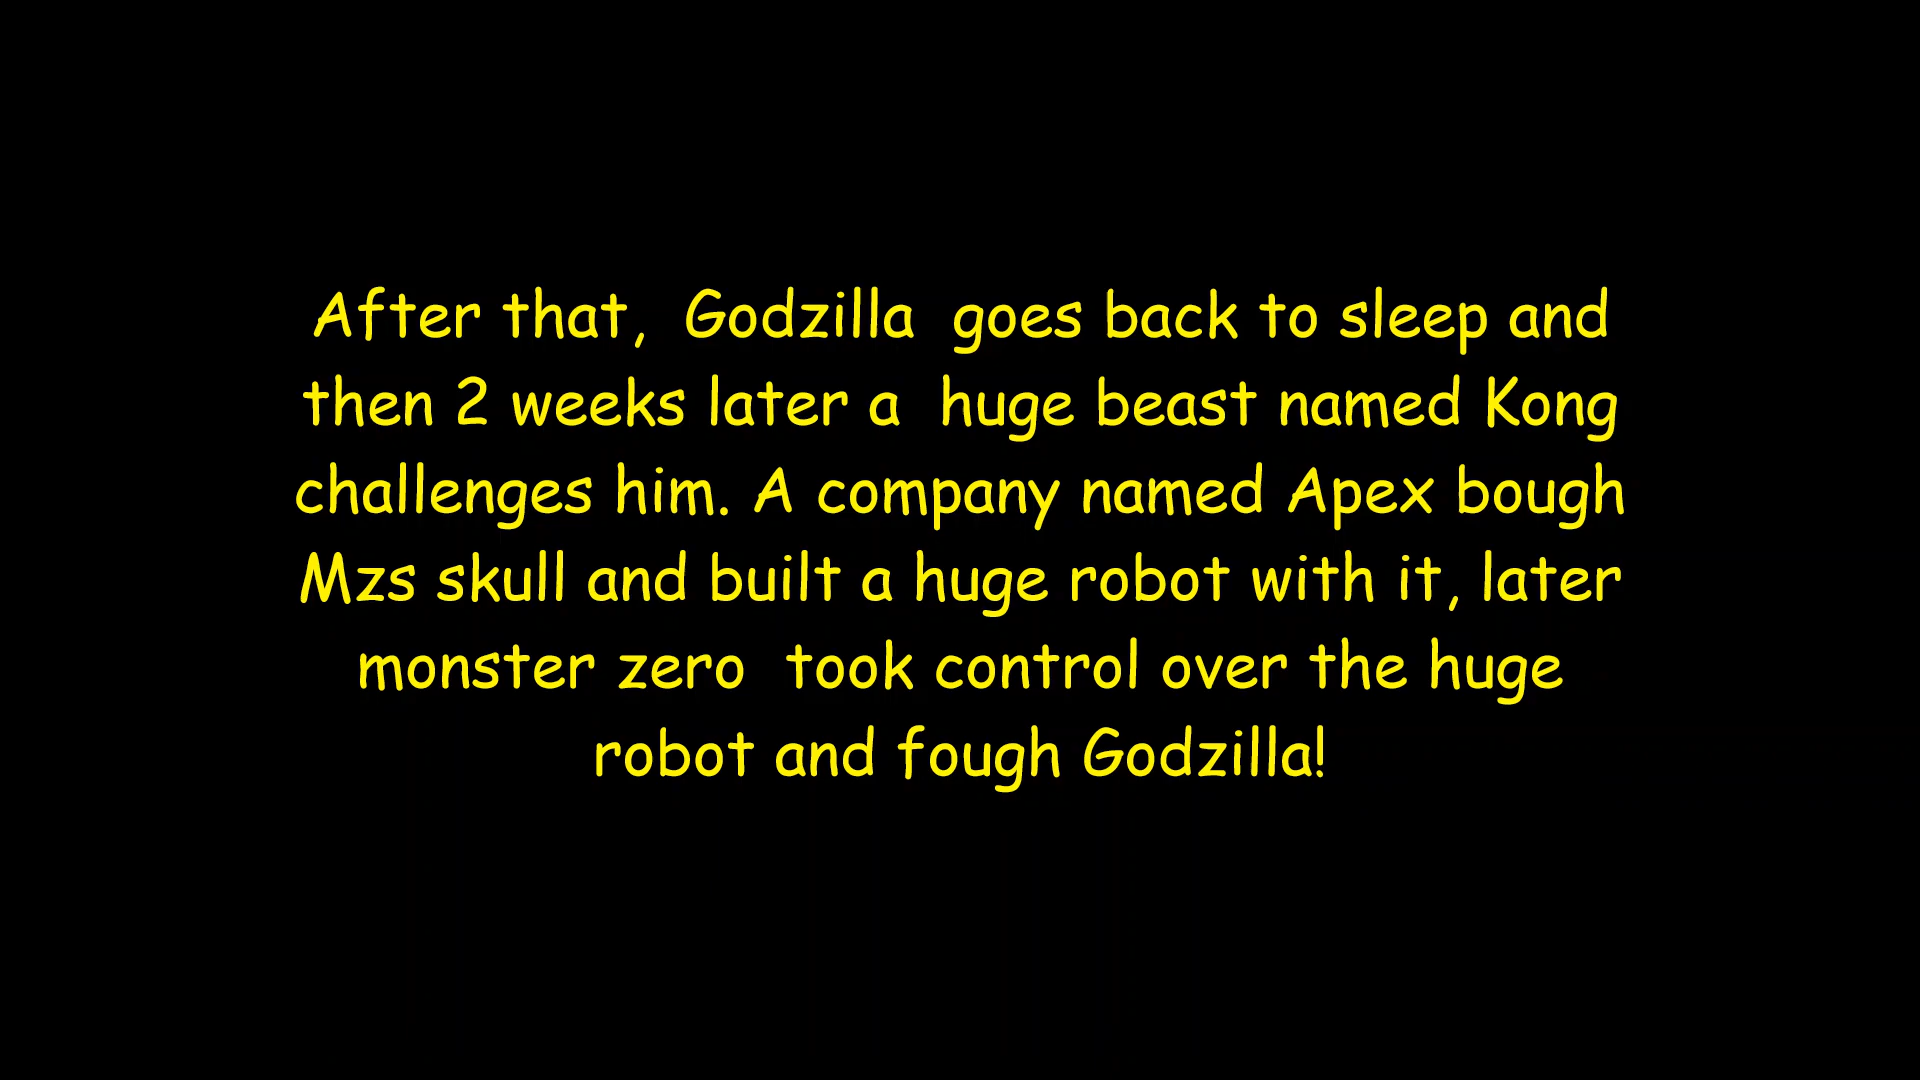 After that,  Godzilla  goes back to sleep and
then 2 weeks later a  huge beast named Kong
challenges him. A company named Apex bough
Mzs skull and built a huge robot with it, later
monster zero  took control over the huge
robot and fough Godzilla!